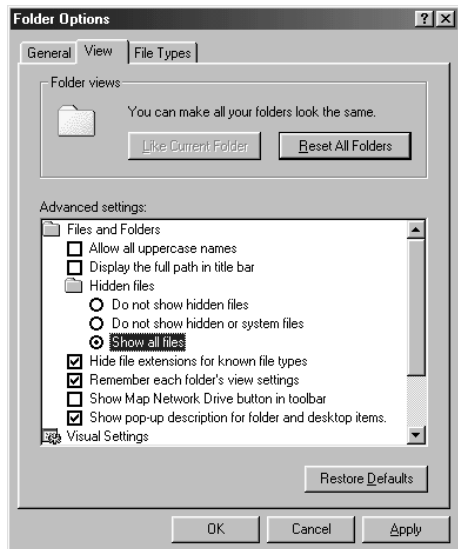 Folder Options
General View File Types
Folder views
You can make all your folders look the same.
Like Current Folder Reset All Folders
Advanced settings:
Files and Folders
Allow all uppercase names
Display the full path in title bar
Hidden files
Do not show hidden files
Do not show hidden or system files
Show all files
Hide file extensions for known file types
Remember each folder's view settings
Show Map Network Drive button in toolbar
Show pop-up description for folder and desktop items.
Visual Settings
Restore Defaults
OK Cancel Apply